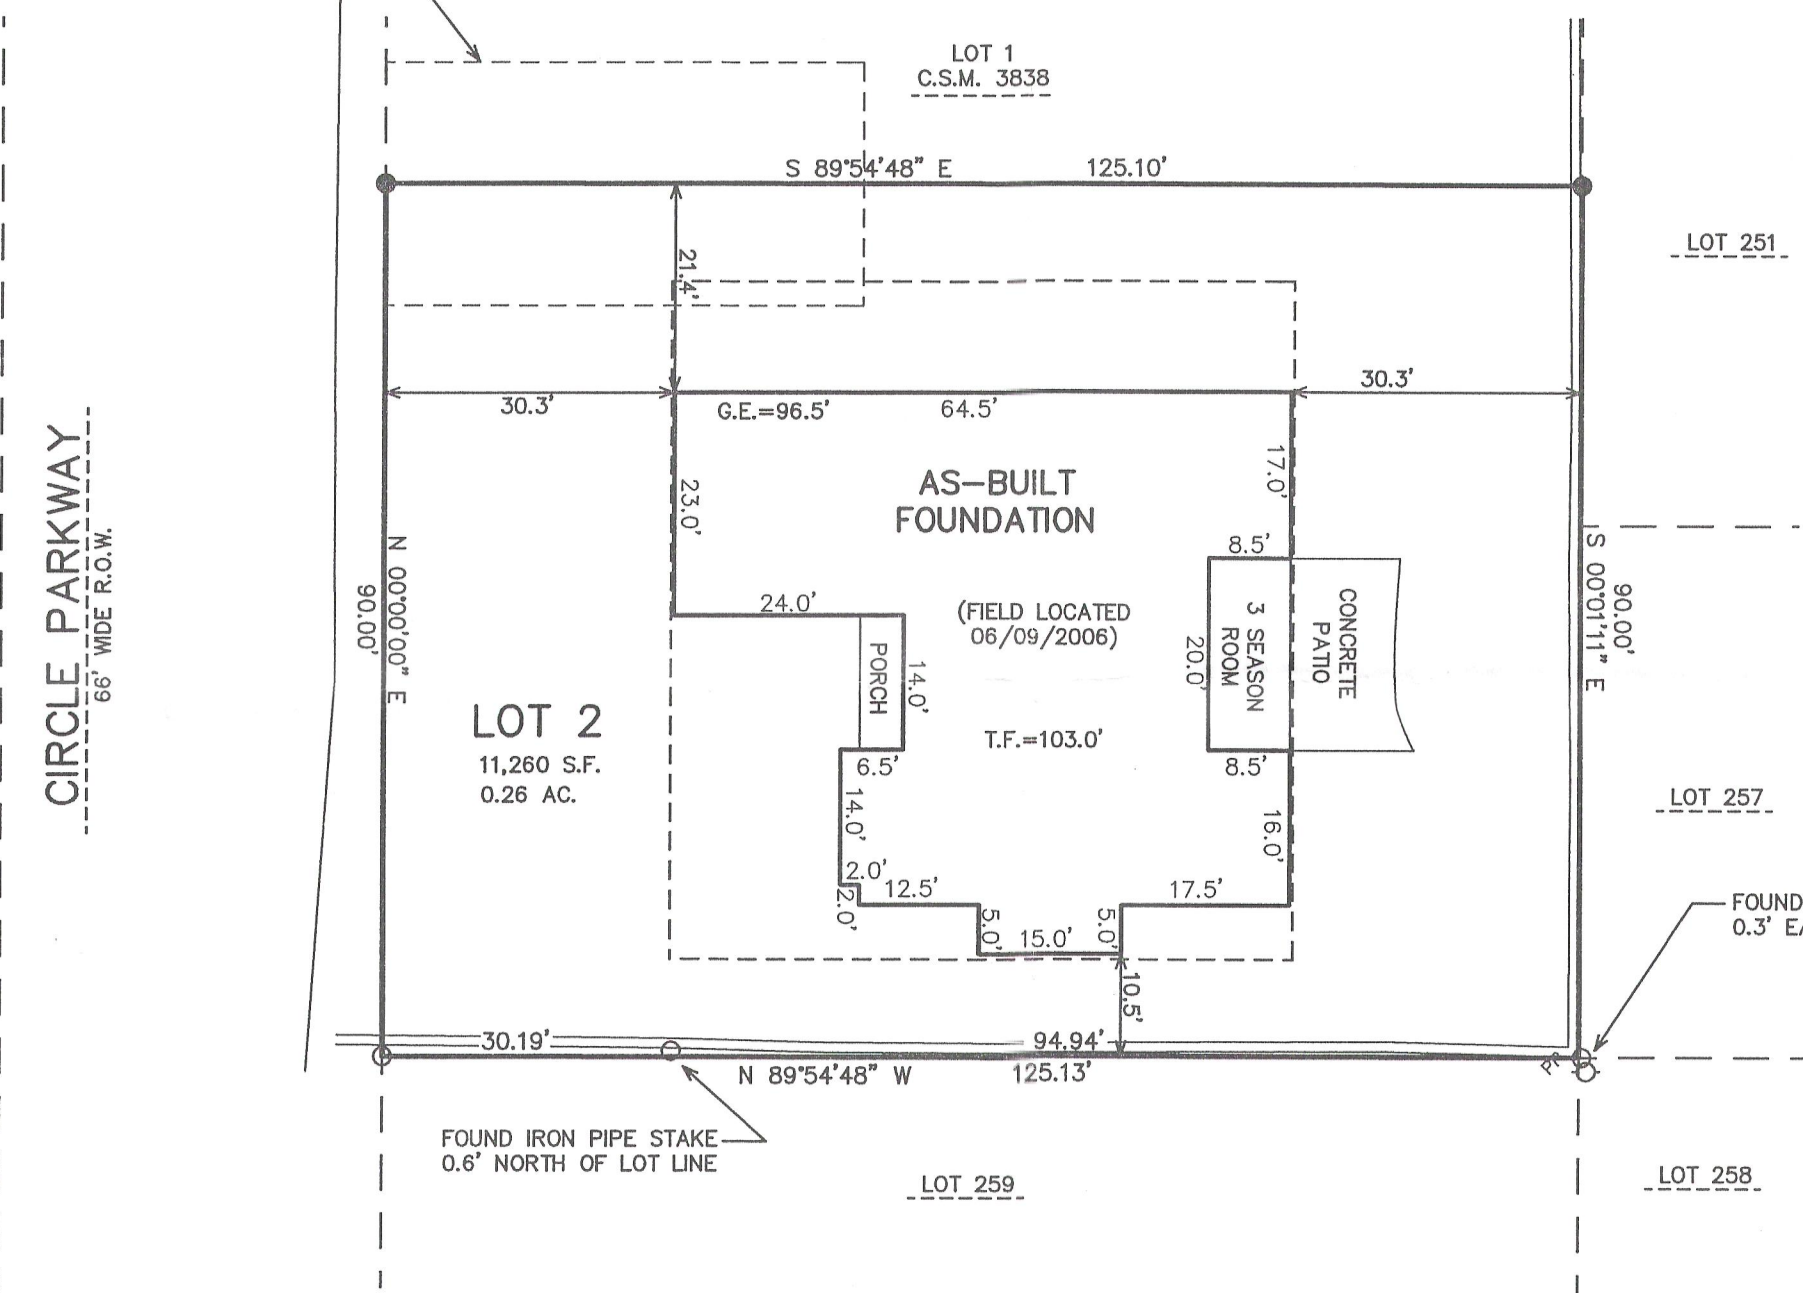 LOT 1
C.S.M. 3838
S 89°54'48" E
125.10'
LOT 251
21.4'
30.3'
30.3'
G.E.=96.5'
64.5'
CIRCLE PARKWAY
66' WIDE R.O.W.
N 00°00'00" E
90.00'
23.0'
AS-BUILT
FOUNDATION
17.0'
8.5'
24.0'
(FIELD LOCATED
06/09/2006)
PORCH
14.0'
20.0'
3 SEASON
ROOM
CONCRETE
PATIO
S 00°01'11" E
90.00'
LOT 2
11,260 S.F.
0.26 AC.
T.F.=103.0'
6.5'
8.5'
14.0'
16.0'
LOT 257
2.0'
2.0'
12.5'
17.5'
5.0'
15.0'
5.0'
FOUND
0.3'
10.5'
30.19'
94.94'
N 89°54'48" W
125.13'
FOUND IRON PIPE STAKE
0.6' NORTH OF LOT LINE
LOT 259
LOT 258